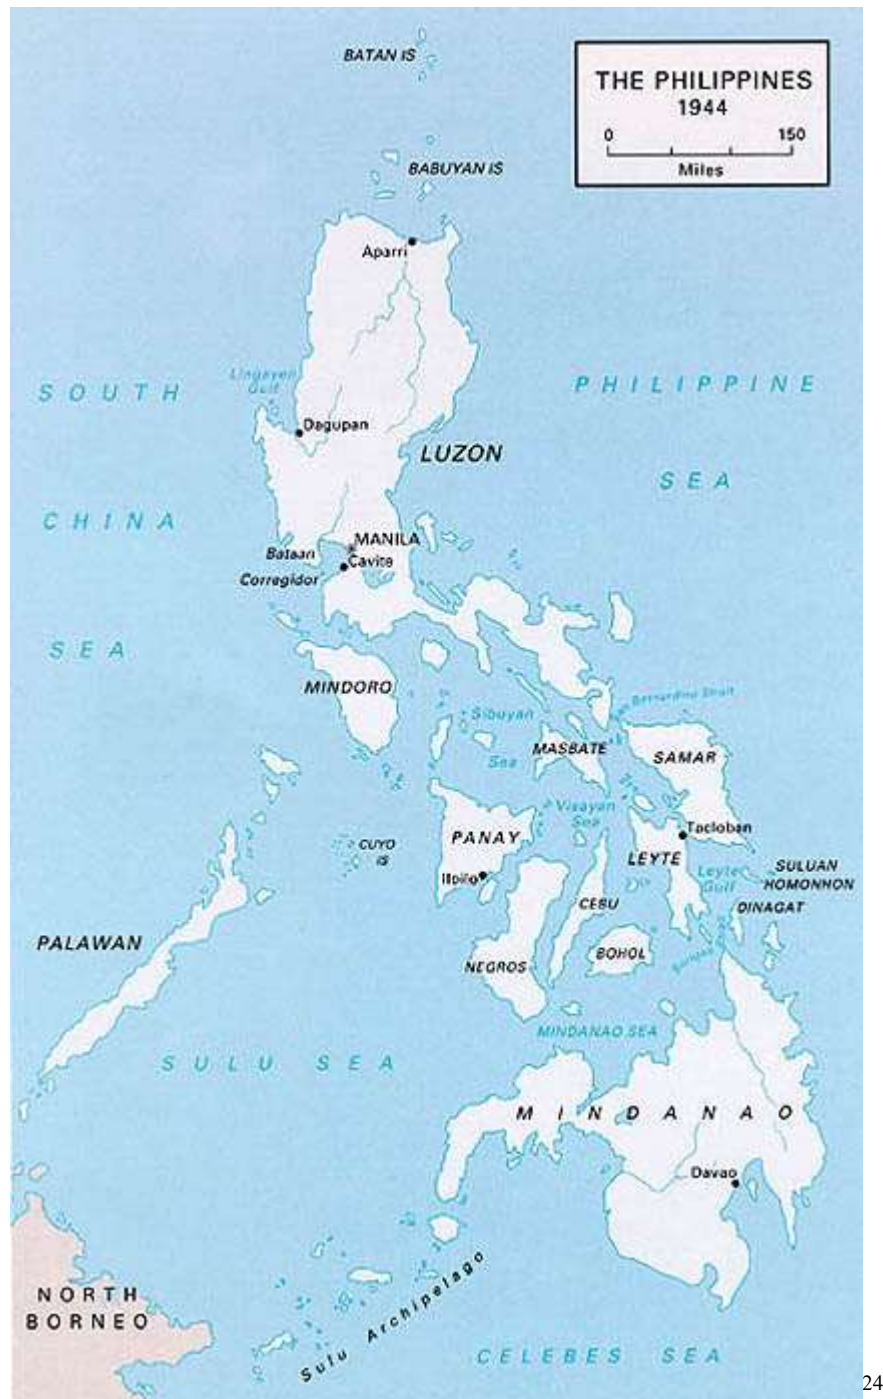 BATAN IS
THE PHILIPPINES
1944
0 150
Miles
BABUYAN IS
Aparri
Lingayen
Gulf
SOUTH
PHILIPPINE
Dagupan
LUZON
SEA
CHINA
MANILA
Bataan
Cavite
Corregidor
SEA
MINDORO
Bernardino Strait
Sibuyan
Sea
MASBATE
SAMAR
Visayan
Sea
PANAY
CUYO
IS
Tacloban
LEYTE
Leyte
Gulf
SULUAN
HOMONHON
Iloilo
CEBU
DINAGAT
PALAWAN
BOHOL
NEGROS
MINDANAO SEA
SULU SEA
MINDANAO
Davao
Sulu Archipelago
NORTH
BORNEO
CELEBES SEA
24